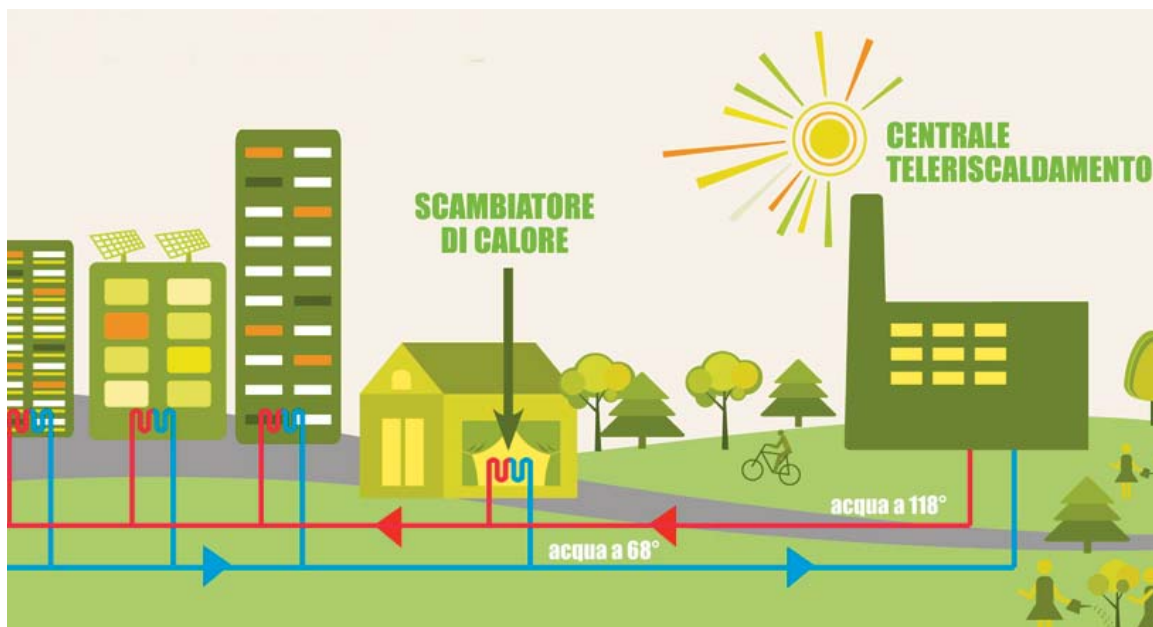 CENTRALE
TELERISCALDAMENTO
SCAMBIATORE
DI CALORE
acqua a 118°
acqua a 68°